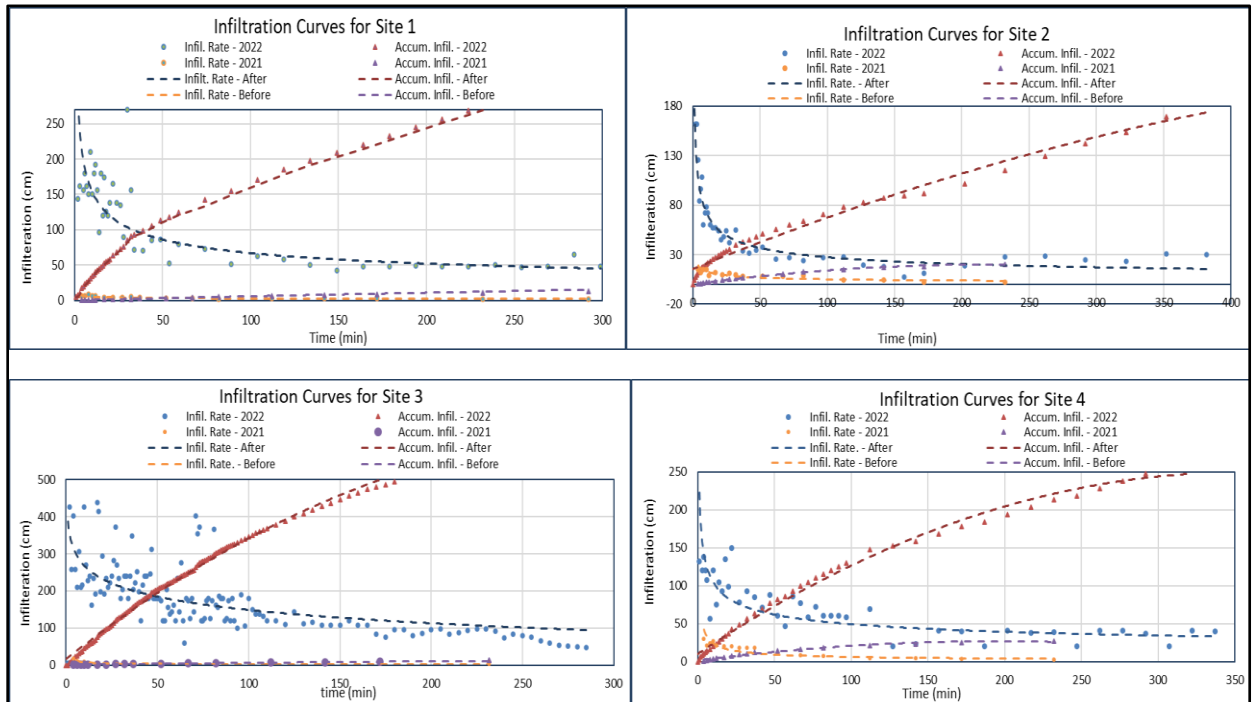 Infiltration Curves for Site 1
Infil. Rate - 2022 Accum. Infil. - 2022
Infil. Rate - 2021 Accum. Infil. - 2021
Infilt. Rate - After Accum. Infil. - After
Infil. Rate - Before Accum. Infil. - Before
Infilteration (cm)
250
200
150
100
50
0
0 50 100 150 200 250 300
Time (min)
Infiltration Curves for Site 2
Infil. Rate - 2022 Accum. Infil. - 2022
Infil. Rate - 2021 Accum. Infil. - 2021
Infil. Rate. - After Accum. Infil. - After
Infil. Rate - Before Accum. Infil. - Before
Infilteration (cm)
180
130
80
30
-20
0 50 100 150 200 250 300 350 400
Time (min)
Infiltration Curves for Site 3
Infil. Rate - 2022 Accum. Infil. - 2022
Infil. Rate - 2021 Accum. Infil. - 2021
Infil. Rate - After Accum. Infil. - After
Infil. Rate. - Before Accum. Infil. - Before
Infilteration (cm)
500
400
300
200
100
0
0 50 100 150 200 250 300
time (min)
Infiltration Curves for Site 4
Infil. Rate - 2022 Accum. Infil. - 2022
Infil. Rate - 2021 Accum. Infil. - 2021
Infil. Rate. - After Accum. Infil. - After
Infil. Rate - Before Accum. Infil. - Before
Infilteration (cm)
250
200
150
100
50
0
0 50 100 150 200 250 300 350
Time (min)